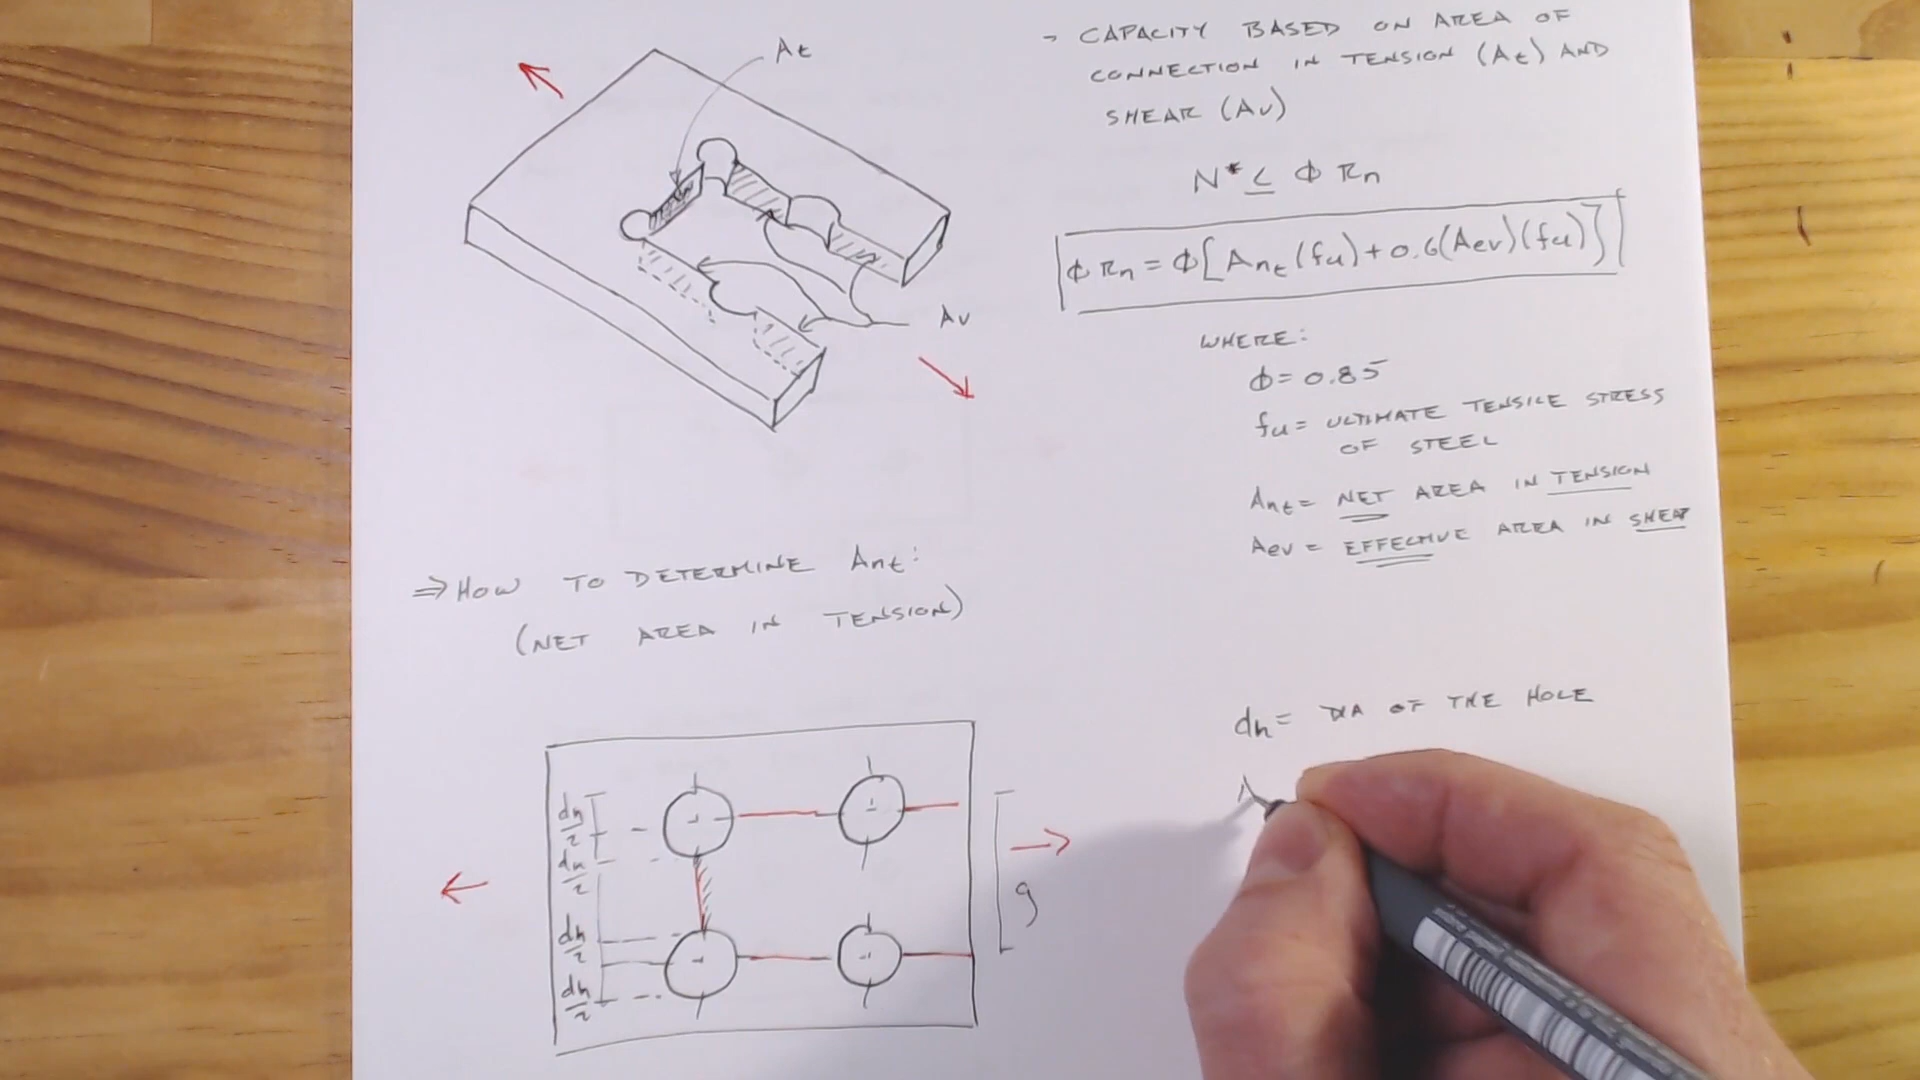 At
Av
- CAPACITY BASED ON AREA OF
CONNECTION IN TENSION (At) AND
SHEAR (Av)
N* ≤ ϕ Rn
ϕ Rn = ϕ[Ant (fu) + 0.6(Aev)(fu)]
WHERE:
ϕ = 0.85
fu = ULTIMATE TENSILE STRESS
OF STEEL
Ant = NET AREA IN TENSION
Aev = EFFECTIVE AREA IN SHEAR
⇒ HOW TO DETERMINE Ant:
(NET AREA IN TENSION)
dh/2
dh/2
dh/2
dh/2
g
dh = DIA OF THE HOLE